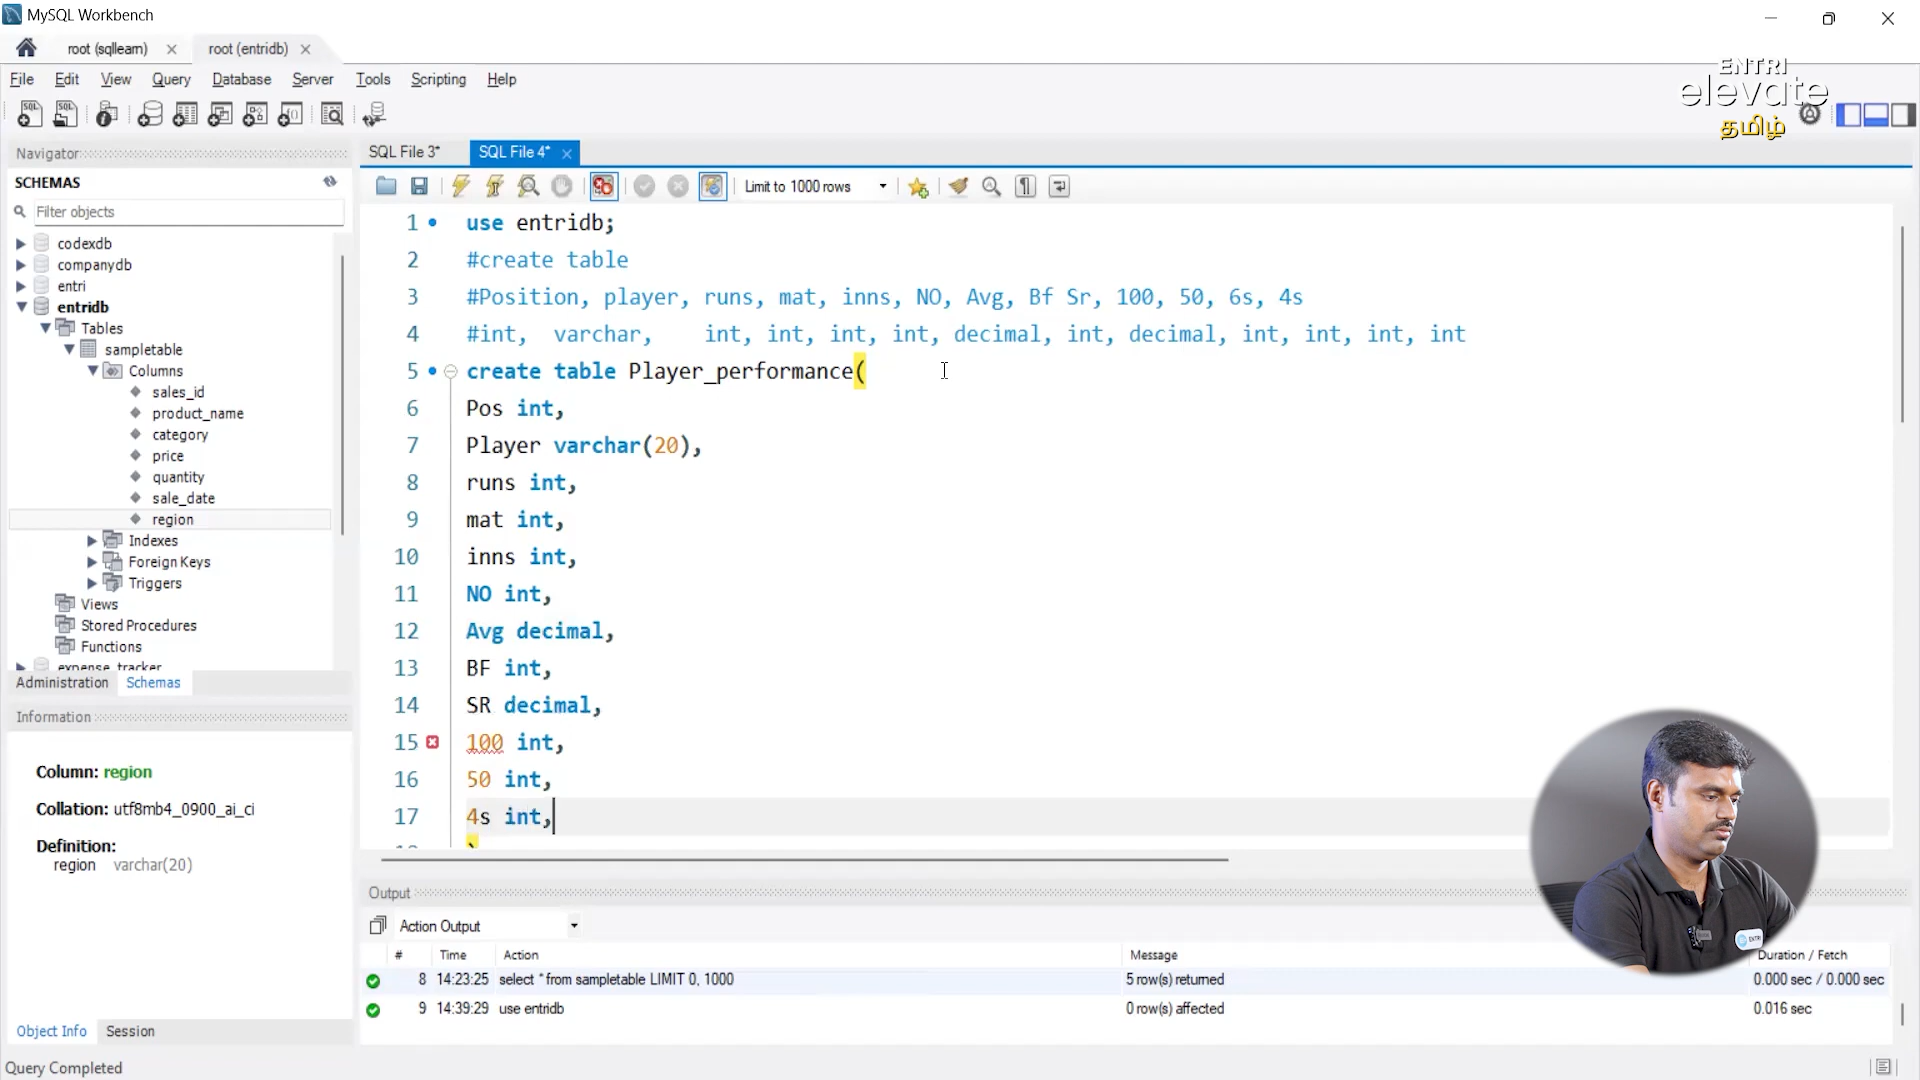 MySQL Workbench
root (sqllearn)
root (entridb)
File Edit View Query Database Server Tools Scripting Help
ENTRI
elevate
தமிழ்
Navigator
SQL File 3*
SQL File 4*
SCHEMAS
Filter objects
Limit to 1000 rows
codexdb
companydb
entri
entridb
Tables
sampletable
Columns
sales_id
product_name
category
price
quantity
sale_date
region
Indexes
Foreign Keys
Triggers
Views
Stored Procedures
Functions
expense_tracker
Administration Schemas
Information
Column: region
Collation: utf8mb4_0900_ai_ci
Definition:
region varchar(20)
Object Info Session
1 use entridb;
2 #create table
3 #Position, player, runs, mat, inns, NO, Avg, Bf Sr, 100, 50, 6s, 4s
4 #int, varchar, int, int, int, int, decimal, int, decimal, int, int, int, int
5 create table Player_performance(
6 Pos int,
7 Player varchar(20),
8 runs int,
9 mat int,
10 inns int,
11 NO int,
12 Avg decimal,
13 BF int,
14 SR decimal,
15 100 int,
16 50 int,
17 4s int,
Output
Action Output
# Time Action Message Duration / Fetch
8 14:23:25 select * from sampletable LIMIT 0, 1000 5 row(s) returned 0.000 sec / 0.000 sec
9 14:39:29 use entridb 0 row(s) affected 0.016 sec
Query Completed